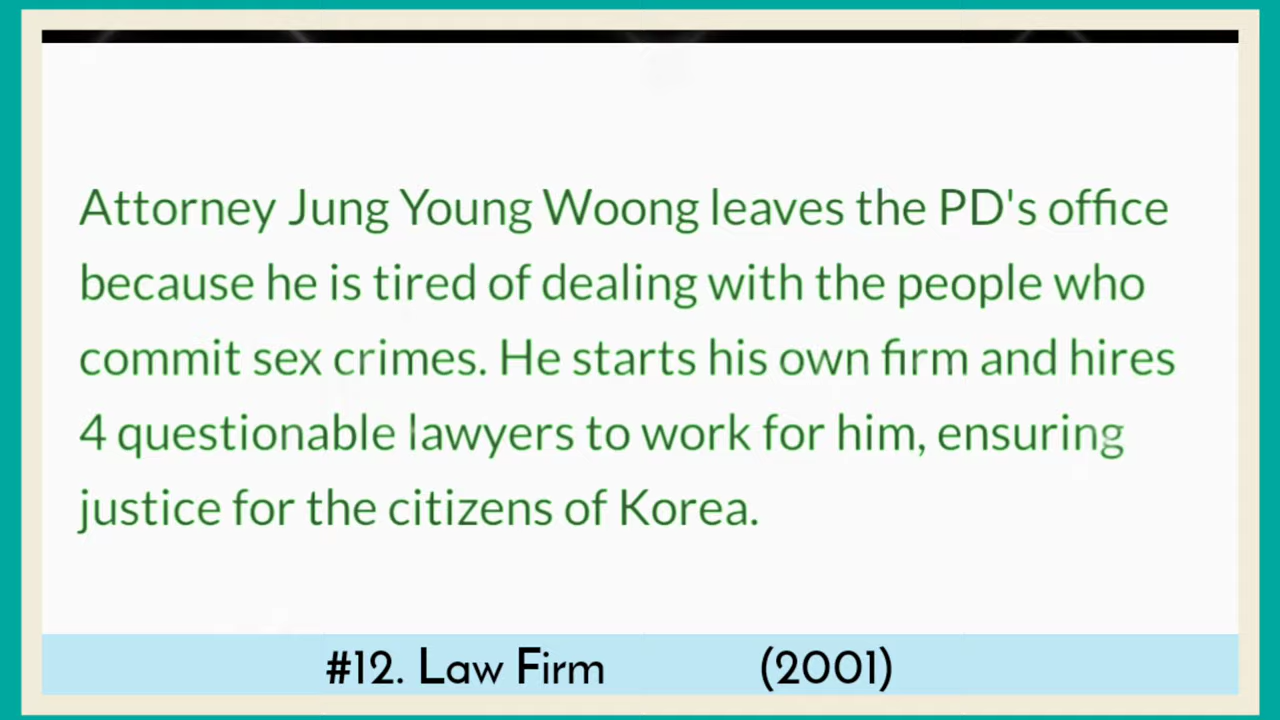 Attorney Jung Young Woong leaves the PD's office
because he is tired of dealing with the people who
commit sex crimes. He starts his own firm and hires
4 questionable lawyers to work for him, ensuring
justice for the citizens of Korea.
#12. Law Firm (2001)